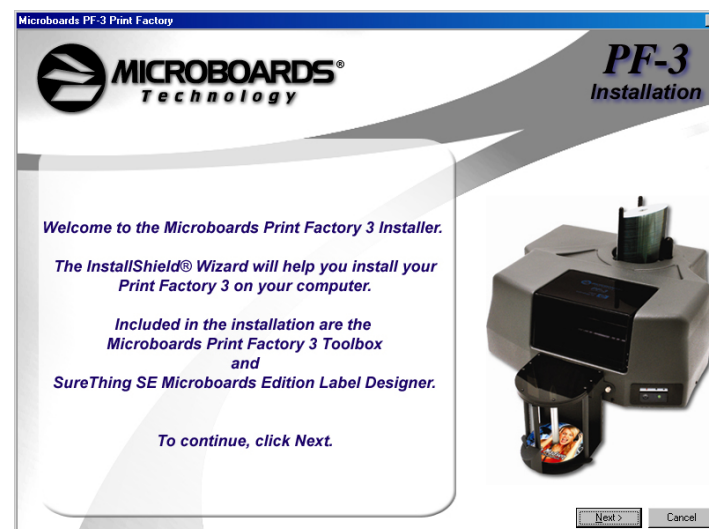 Microboards PF-3 Print Factory
MICROBOARDS®
Technology
PF-3
Installation
Welcome to the Microboards Print Factory 3 Installer.
The InstallShield® Wizard will help you install your
Print Factory 3 on your computer.
Included in the installation are the
Microboards Print Factory 3 Toolbox
and
SureThing SE Microboards Edition Label Designer.
To continue, click Next.
Next >
Cancel